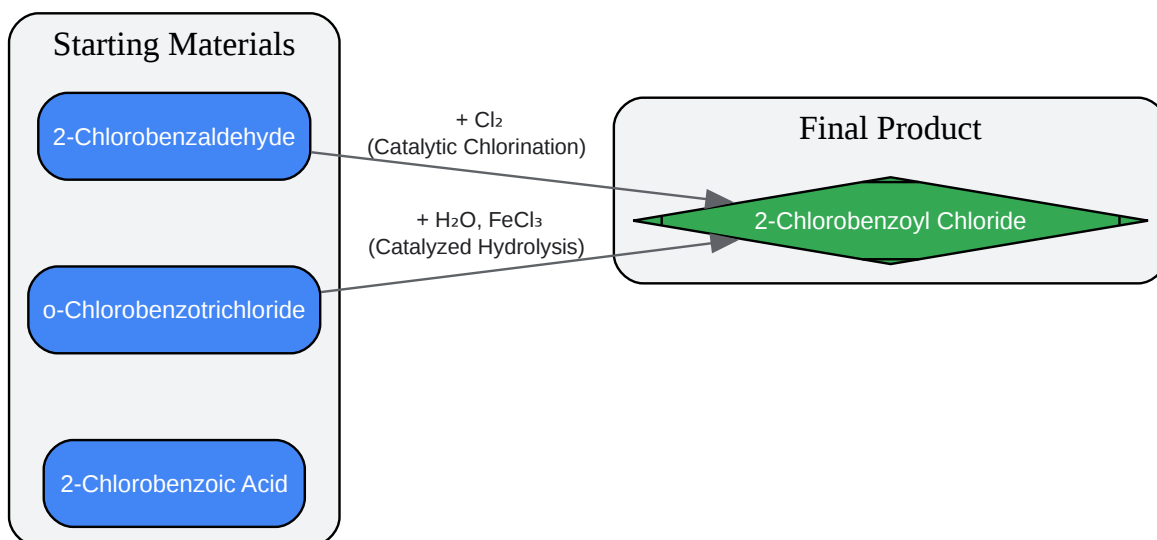 Starting Materials
2-Chlorobenzaldehyde
o-Chlorobenzotrichloride
2-Chlorobenzoic Acid
+ Cl₂
(Catalytic Chlorination)
+ H₂O, FeCl₃
(Catalyzed Hydrolysis)
Final Product
2-Chlorobenzoyl Chloride